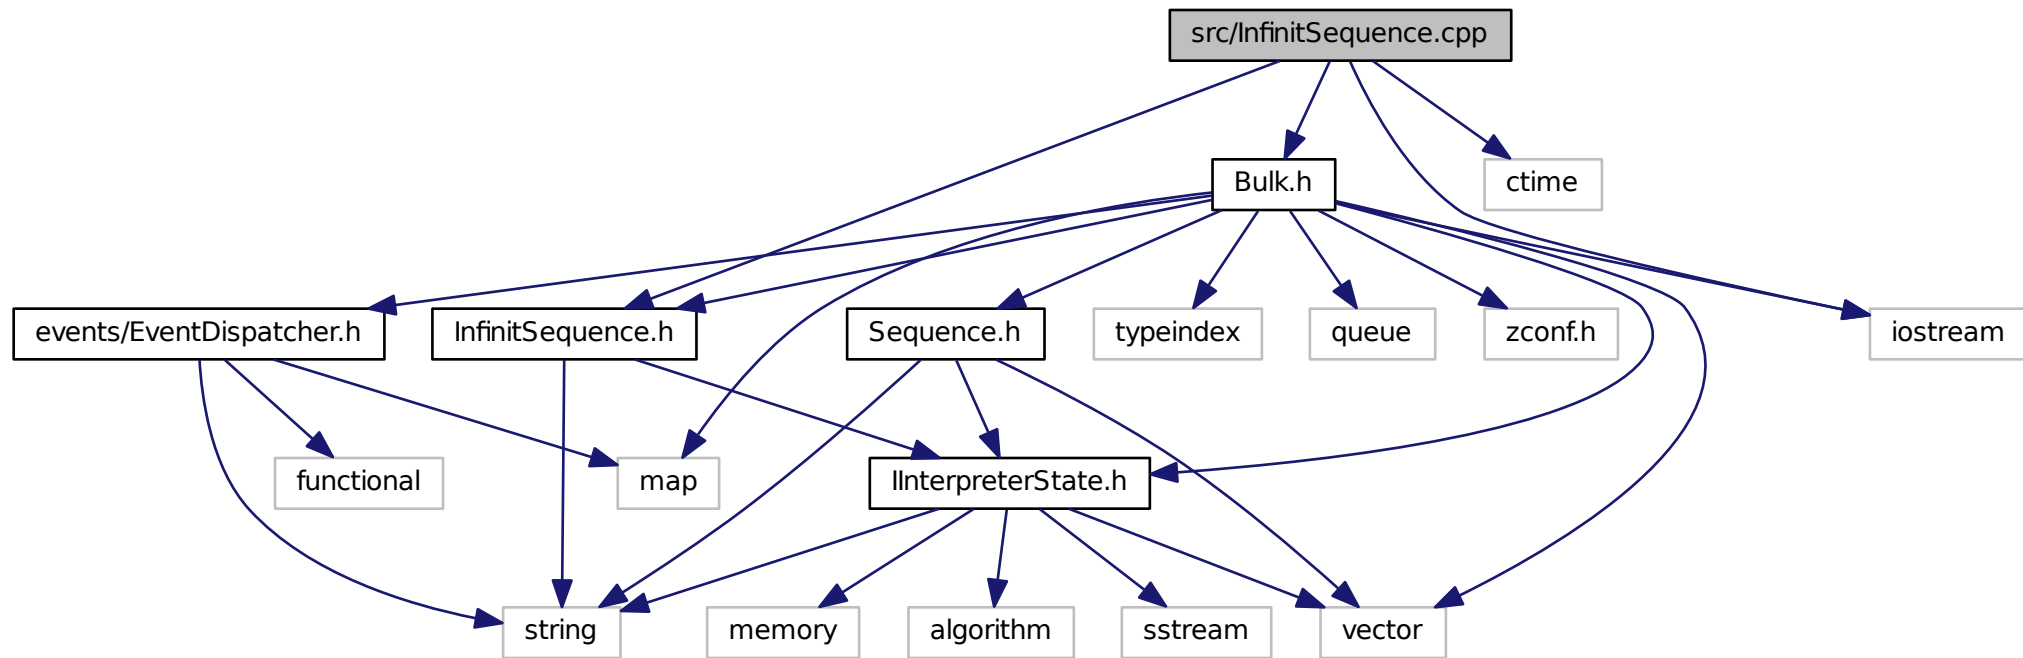 src/InfinitSequence.cpp
Bulk.h
ctime
events/EventDispatcher.h
InfinitSequence.h
Sequence.h
typeindex
queue
zconf.h
iostream
functional
map
IInterpreterState.h
string
memory
algorithm
sstream
vector